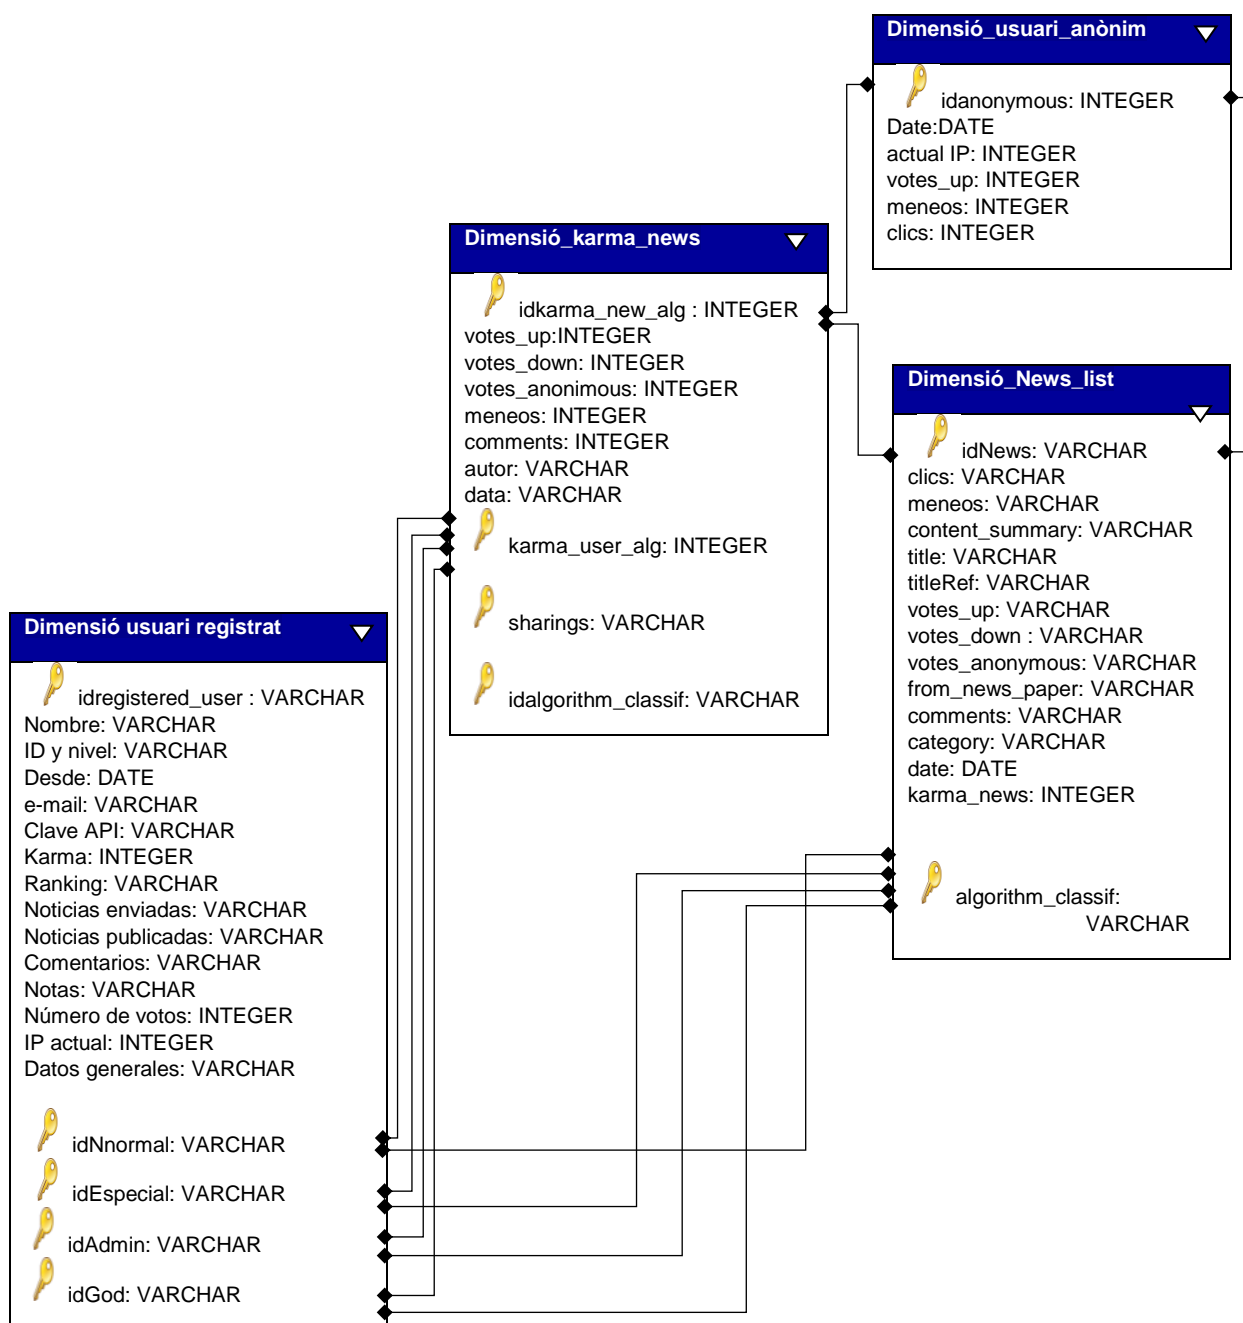 Dimensió_usuari_anònim
idanonymous: INTEGER
Date:DATE
actual IP: INTEGER
votes_up: INTEGER
meneos: INTEGER
clics: INTEGER
Dimensió_karma_news
idkarma_new_alg : INTEGER
votes_up:INTEGER
votes_down: INTEGER
votes_anonimous: INTEGER
meneos: INTEGER
comments: INTEGER
autor: VARCHAR
data: VARCHAR
karma_user_alg: INTEGER
sharings: VARCHAR
idalgorithm_classif: VARCHAR
Dimensió_News_list
idNews: VARCHAR
clics: VARCHAR
meneos: VARCHAR
content_summary: VARCHAR
title: VARCHAR
titleRef: VARCHAR
votes_up: VARCHAR
votes_down : VARCHAR
votes_anonymous: VARCHAR
from_news_paper: VARCHAR
comments: VARCHAR
category: VARCHAR
date: DATE
karma_news: INTEGER
algorithm_classif:
VARCHAR
Dimensió usuari registrat
idregistered_user : VARCHAR
Nombre: VARCHAR
ID y nivel: VARCHAR
Desde: DATE
e-mail: VARCHAR
Clave API: VARCHAR
Karma: INTEGER
Ranking: VARCHAR
Noticias enviadas: VARCHAR
Noticias publicadas: VARCHAR
Comentarios: VARCHAR
Notas: VARCHAR
Número de votos: INTEGER
IP actual: INTEGER
Datos generales: VARCHAR
idNnormal: VARCHAR
idEspecial: VARCHAR
idAdmin: VARCHAR
idGod: VARCHAR